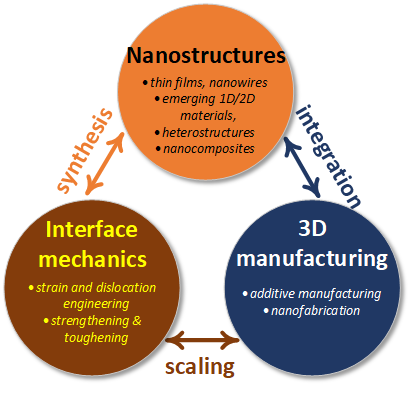 Nanostructures
• thin films, nanowires
• emerging 1D/2D
materials,
• heterostructures
• nanocomposites
synthesis
integration
Interface
mechanics
• strain and dislocation
engineering
• strengthening &
toughening
3D
manufacturing
• additive manufacturing
• nanofabrication
scaling